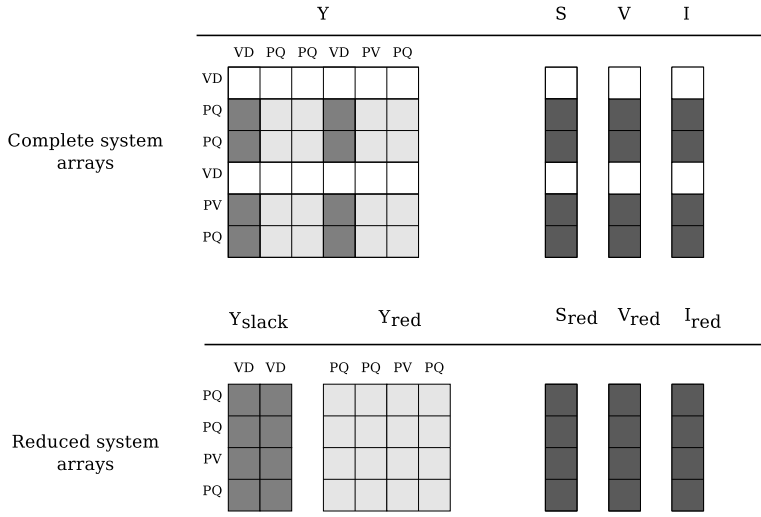 Y S V I
VD PQ PQ VD PV PQ
VD
PQ
PQ
VD
PV
PQ
Complete system
arrays
Yslack Yred Sred Vred Ired
VD VD PQ PQ PV PQ
PQ
PQ
PV
PQ
Reduced system
arrays